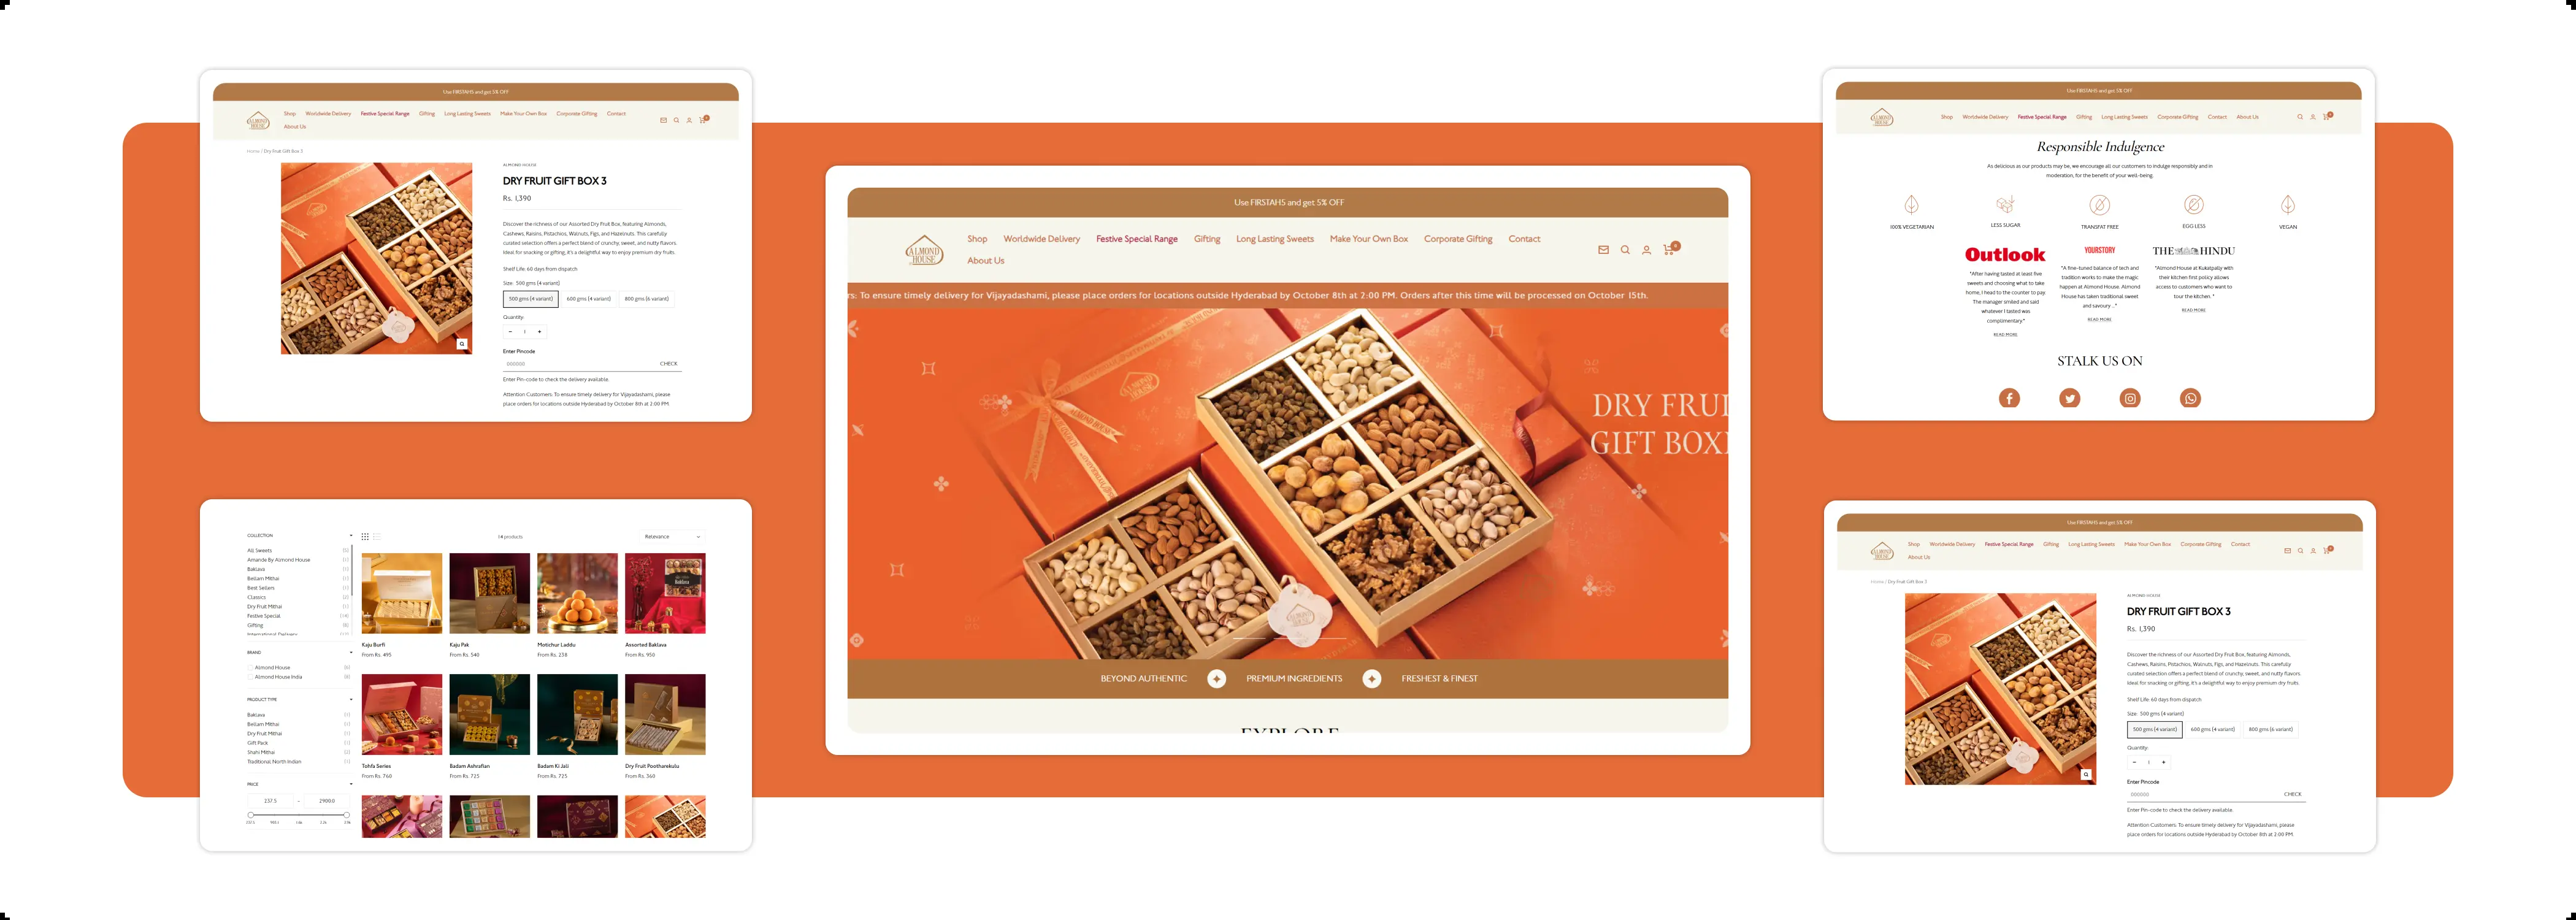 Use FIRSTAHS and get 5% OFF
ALMOND HOUSE
Shop Worldwide Delivery Festive Special Range Gifting Long Lasting Sweets Make Your Own Box Corporate Gifting Contact
About Us
Home / Dry Fruit Gift Box 3
ALMOND HOUSE
DRY FRUIT GIFT BOX 3
Rs. 1,390
Discover the richness of our Assorted Dry Fruit Box, featuring Almonds,
Cashews, Raisins, Pistachios, Walnuts, Figs, and Hazelnuts. This carefully
curated selection offers a perfect blend of crunchy, sweet, and nutty flavors.
Ideal for snacking or gifting, it's a delightful way to enjoy premium dry fruits.
Shelf Life: 60 days from dispatch
Size: 500 gms (4 variant)
500 gms (4 variant) 600 gms (4 variant) 800 gms (6 variant)
Quantity:
- 1 +
Enter Pincode
000000 CHECK
Enter Pin-code to check the delivery available.
Attention Customers: To ensure timely delivery for Vijayadashami, please
place orders for locations outside Hyderabad by October 8th at 2:00 PM.
COLLECTION
All Sweets
Amande By Almond House
Baklava
Bellam Mithai
Best Sellers
Classics
Dry Fruit Mithai
Festive Special
Gifting
BRAND
Almond House
Almond House India
PRODUCT TYPE
Baklava
Bellam Mithai
Dry Fruit Mithai
Gift Pack
Shahi Mithai
Traditional North Indian
PRICE
237.5 - 2900.0
14 products
Relevance
Kaju Burfi Kaju Pak Motichur Laddu Assorted Baklava
From Rs. 495 From Rs. 540 From Rs. 238 From Rs. 950
Tohfa Series Badam Ashrafian Badam Ki Jali Dry Fruit Pootharekulu
From Rs. 760 From Rs. 725 From Rs. 725 From Rs. 360
Use FIRSTAHS and get 5% OFF
ALMOND HOUSE
Shop Worldwide Delivery Festive Special Range Gifting Long Lasting Sweets Make Your Own Box Corporate Gifting Contact
About Us
rs: To ensure timely delivery for Vijayadashami, please place orders for locations outside Hyderabad by October 8th at 2:00 PM. Orders after this time will be processed on October 15th.
ALMOND HOUSE
DRY FRUI
GIFT BOX
BEYOND AUTHENTIC PREMIUM INGREDIENTS FRESHEST & FINEST
EXPLORE
Use FIRSTAHS and get 5% OFF
ALMOND HOUSE
Shop Worldwide Delivery Festive Special Range Gifting Long Lasting Sweets Corporate Gifting Contact About Us
Responsible Indulgence
As delicious as our products may be, we encourage all our customers to indulge responsibly and in
moderation, for the benefit of your well-being.
100% VEGETARIAN LESS SUGAR TRANSFAT FREE EGG LESS VEGAN
Outlook
"After having tasted at least five
sweets and choosing what to take
home, I head to the counter to pay.
The manager smiled and said
whatever I tasted was
complimentary."
READ MORE
YOURSTORY
"A fine-tuned balance of tech and
tradition works to make the magic
happen at Almond House. Almond
House has taken traditional sweet
and savoury ..."
READ MORE
THE HINDU
"Almond House at Kukatpally with
their kitchen first policy allows
access to customers who want to
tour the kitchen. "
READ MORE
STALK US ON
Use FIRSTAHS and get 5% OFF
ALMOND HOUSE
Shop Worldwide Delivery Festive Special Range Gifting Long Lasting Sweets Make Your Own Box Corporate Gifting Contact
About Us
Home / Dry Fruit Gift Box 3
ALMOND HOUSE
DRY FRUIT GIFT BOX 3
Rs. 1,390
Discover the richness of our Assorted Dry Fruit Box, featuring Almonds,
Cashews, Raisins, Pistachios, Walnuts, Figs, and Hazelnuts. This carefully
curated selection offers a perfect blend of crunchy, sweet, and nutty flavors.
Ideal for snacking or gifting, it's a delightful way to enjoy premium dry fruits.
Shelf Life: 60 days from dispatch
Size: 500 gms (4 variant)
500 gms (4 variant) 600 gms (4 variant) 800 gms (6 variant)
Quantity:
- 1 +
Enter Pincode
000000 CHECK
Enter Pin-code to check the delivery available.
Attention Customers: To ensure timely delivery for Vijayadashami, please
place orders for locations outside Hyderabad by October 8th at 2:00 PM.